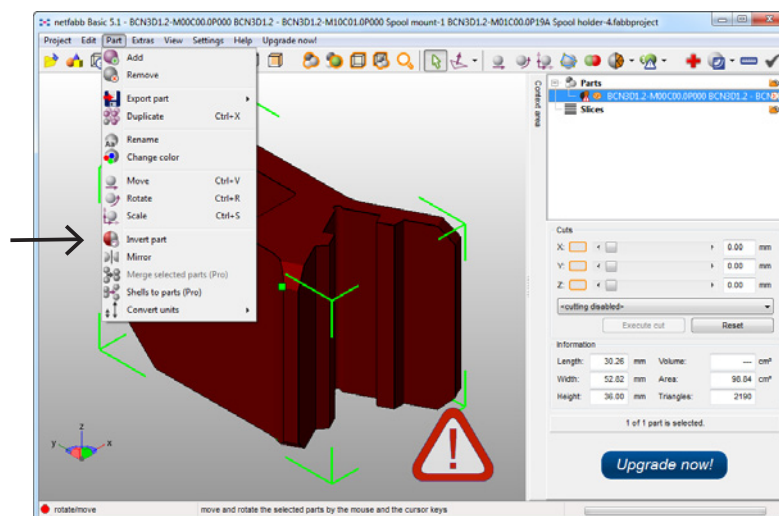 netfabb Basic 5.1 - BCN3D1.2-M00C00.0P000 BCN3D1.2 - BCN3D1.2-M10C01.0P000 Spool mount-1 BCN3D1.2-M01C00.0P19A Spool holder-4.fabbproject
Project Edit Part Extras View Settings Help Upgrade now!
Add
Remove
Export part
Duplicate Ctrl+X
Rename
Change color
Move Ctrl+V
Rotate Ctrl+R
Scale Ctrl+S
Invert part
Mirror
Merge selected parts (Pro)
Shells to parts (Pro)
Convert units
z
y
x
Context area
Parts
BCN3D1.2-M00C00.0P000 BCN3D1.2 - BCN3D
Slices
Cuts
X: 0.00 mm
Y: 0.00 mm
Z: 0.00 mm
<cutting disabled>
Execute cut Reset
Information
Length: 30.26 mm Volume: --- cm³
Width: 52.82 mm Area: 98.84 cm²
Height: 36.00 mm Triangles: 2190
1 of 1 part is selected.
Upgrade now!
rotate/move move and rotate the selected parts by the mouse and the cursor keys